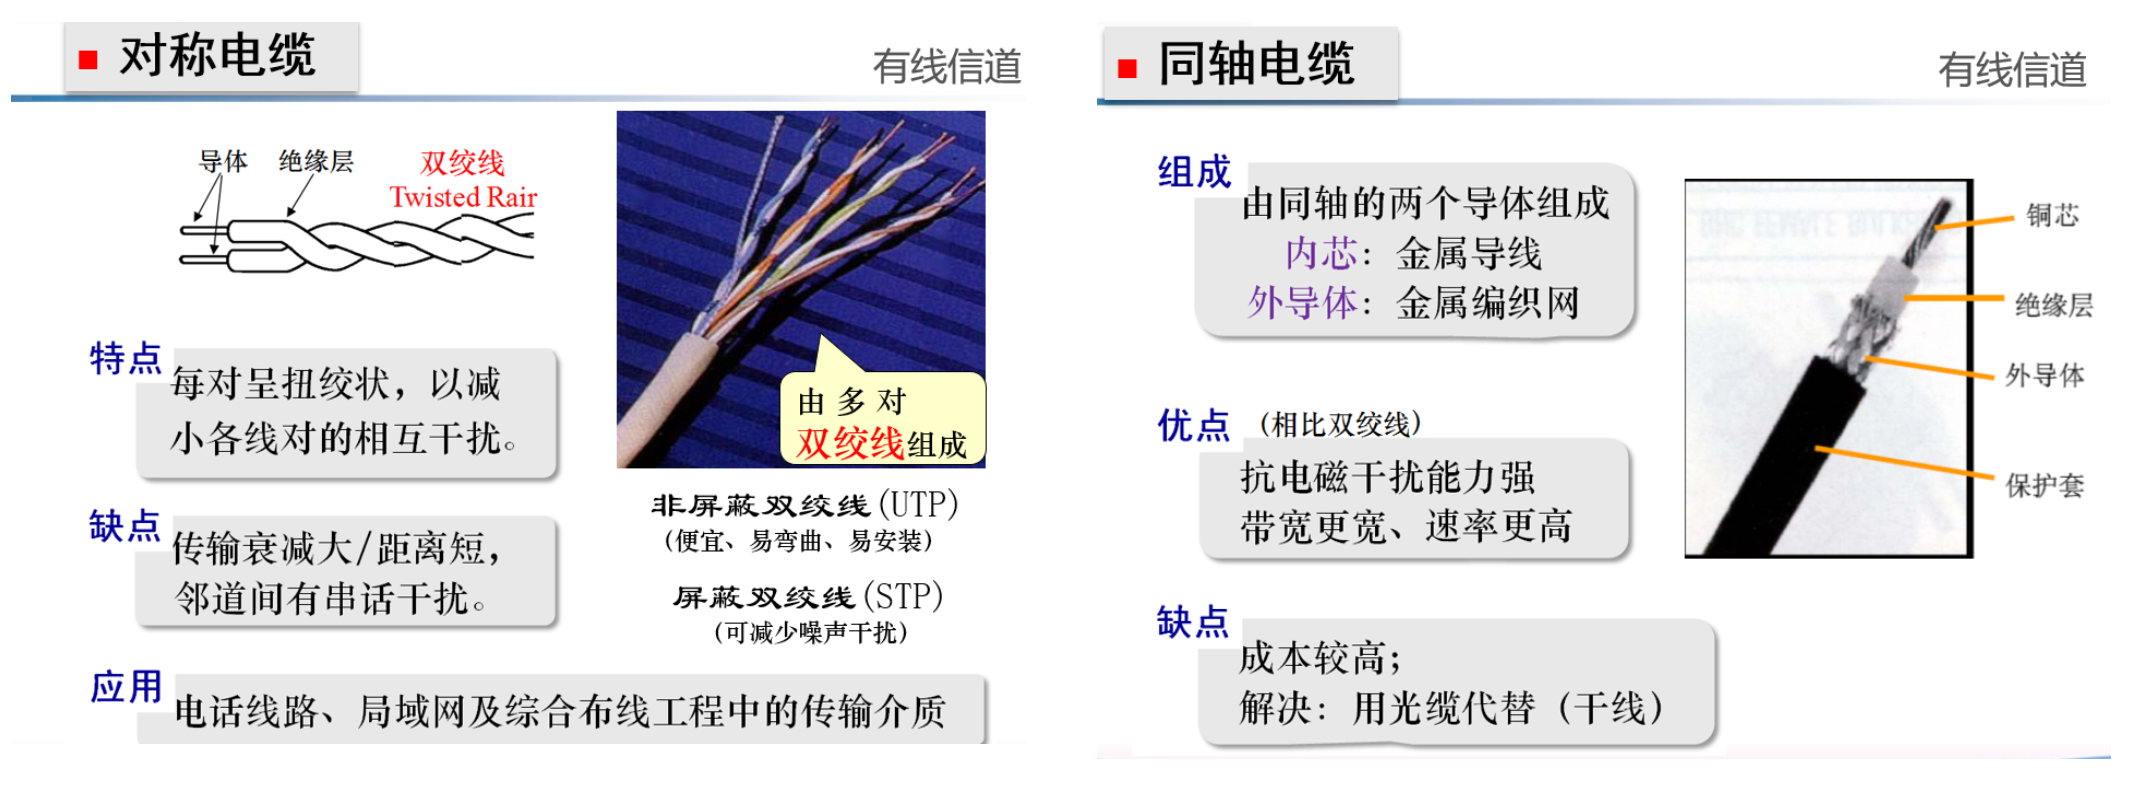 对称电缆
有线信道
导体
绝缘层
双绞线
Twisted Rair
特点
每对呈扭绞状，以减
小各线对的相互干扰。
缺点
传输衰减大/距离短，
邻道间有串话干扰。
由多对
双绞线组成
非屏蔽双绞线(UTP)
（便宜、易弯曲、易安装）
屏蔽双绞线(STP)
（可减少噪声干扰）
应用
电话线路、局域网及综合布线工程中的传输介质
同轴电缆
有线信道
组成
由同轴的两个导体组成
内芯：金属导线
外导体：金属编织网
优点（相比双绞线）
抗电磁干扰能力强
带宽更宽、速率更高
缺点
成本较高；
解决：用光缆代替（干线）
铜芯
绝缘层
外导体
保护套